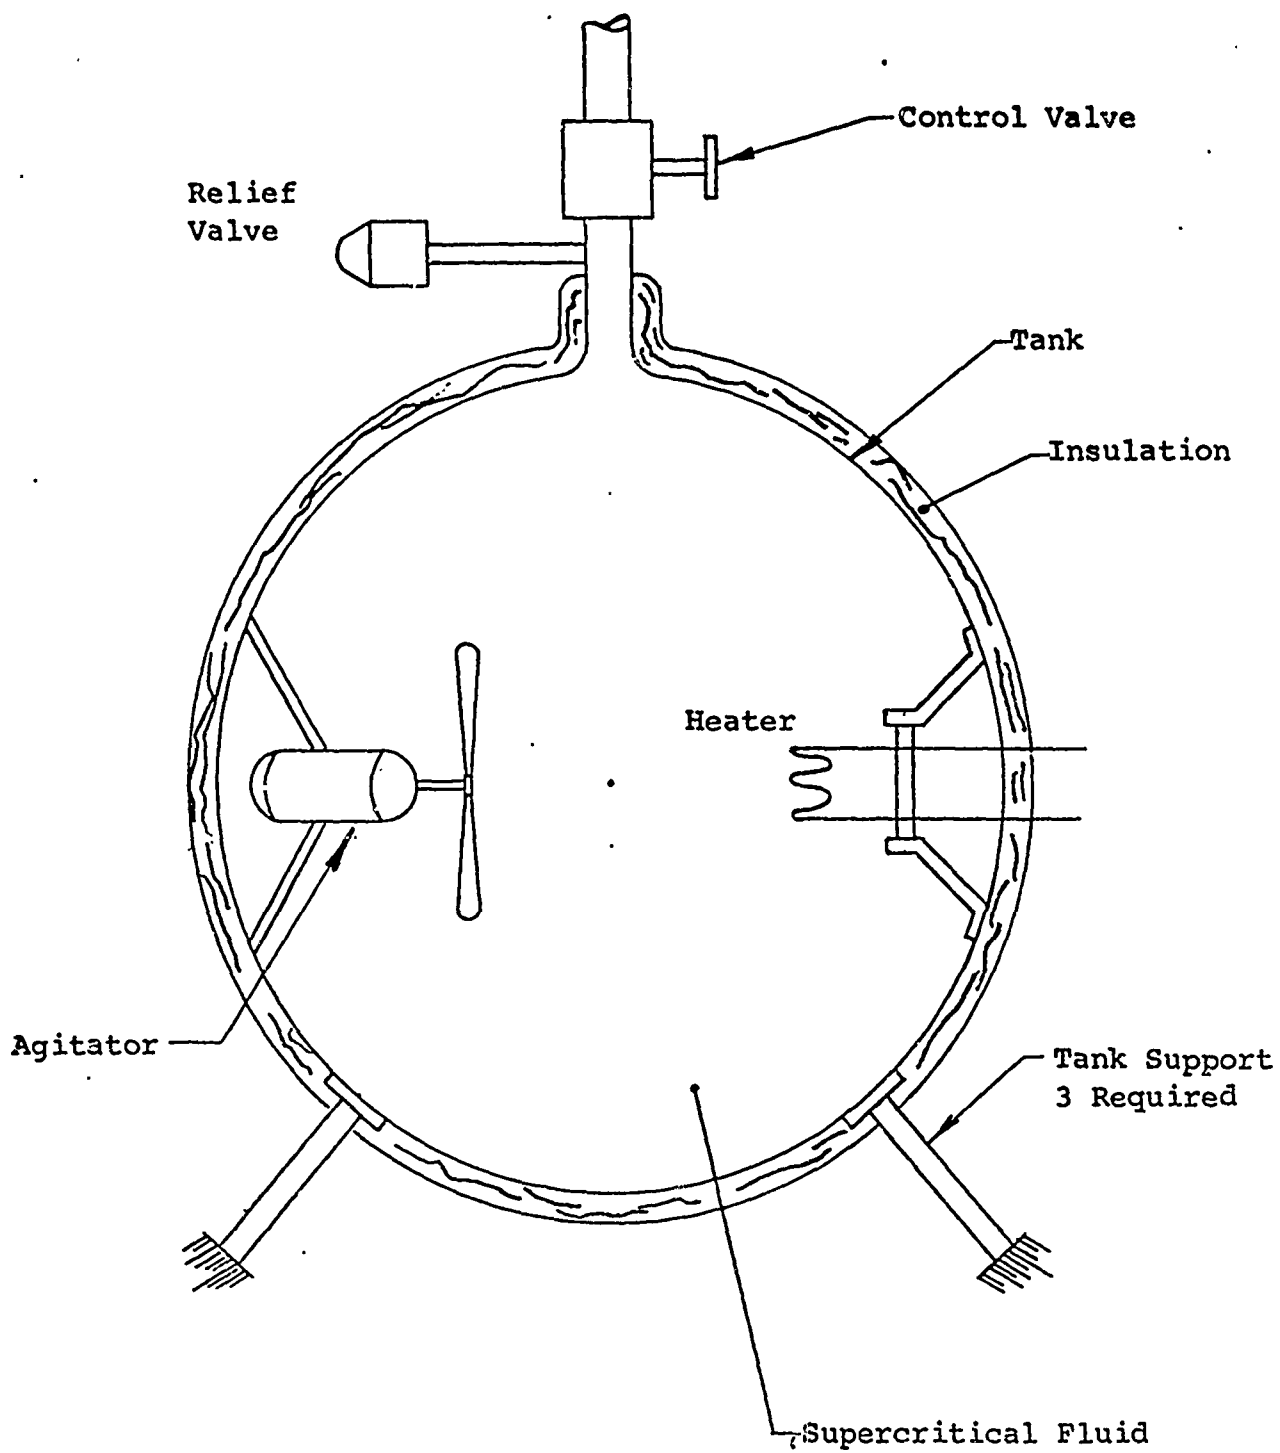 Control Valve
Relief
Valve
Tank
Insulation
Heater
Agitator
Tank Support
3 Required
Supercritical Fluid